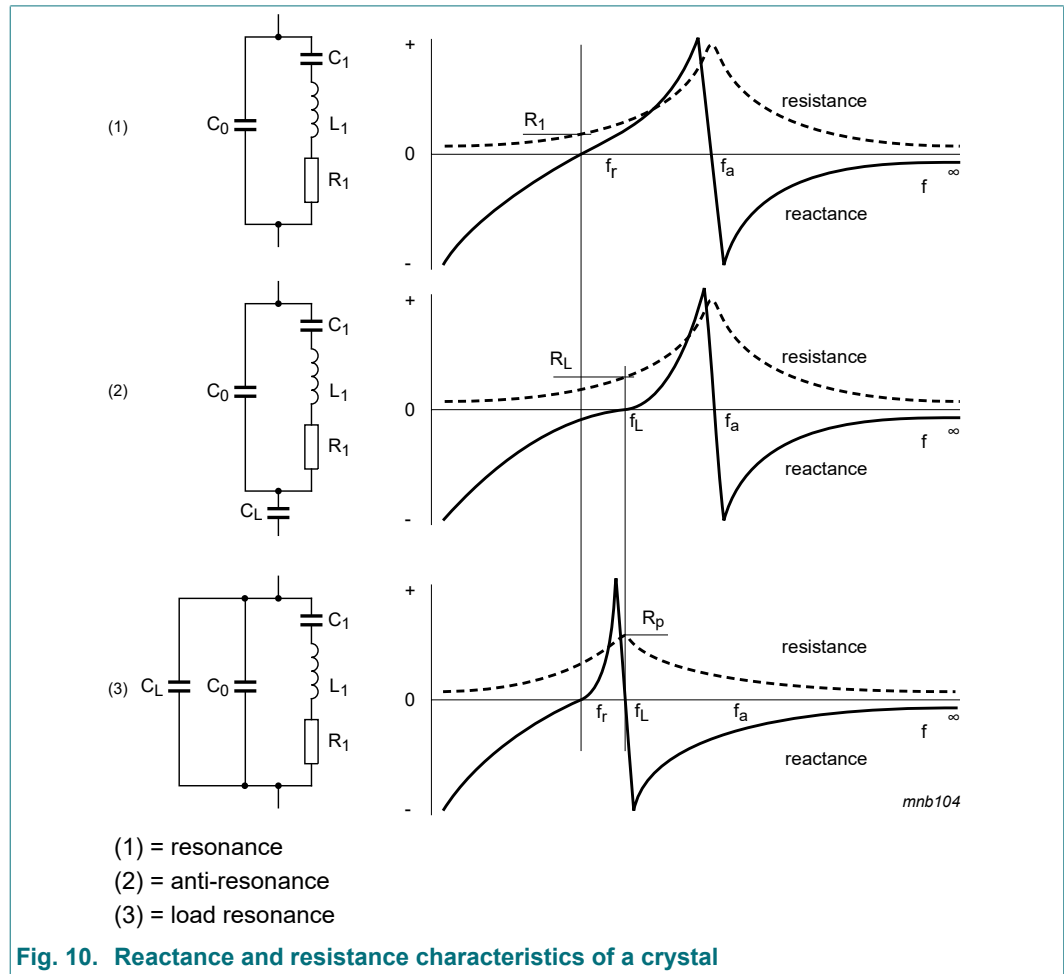 (1)
C0
C1
L1
R1
+
0
-
R1
fr
fa
resistance
reactance
f
∞
(2)
C0
C1
L1
R1
CL
+
0
-
RL
fL
fa
resistance
reactance
f
∞
(3)
CL
C0
C1
L1
R1
+
0
-
Rp
fr
fL
fa
resistance
reactance
f
∞
mnb104
(1) = resonance
(2) = anti-resonance
(3) = load resonance
Fig. 10. Reactance and resistance characteristics of a crystal